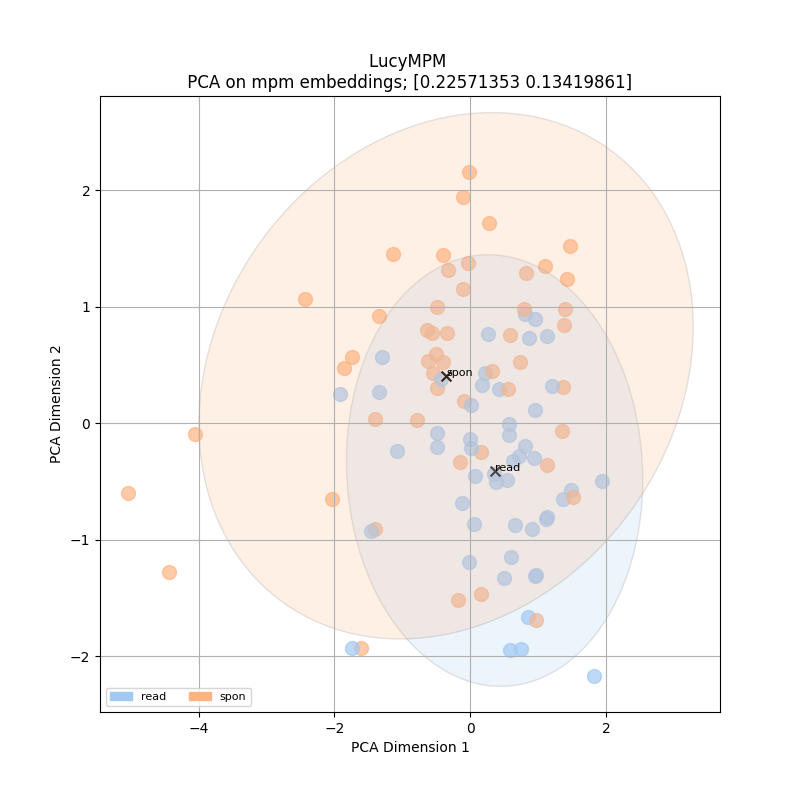 LucyMPM
PCA on mpm embeddings; [0.22571353 0.13419861]
PCA Dimension 2
2
1
0
−1
−2
spon
read
read
spon
−4
−2
0
2
PCA Dimension 1